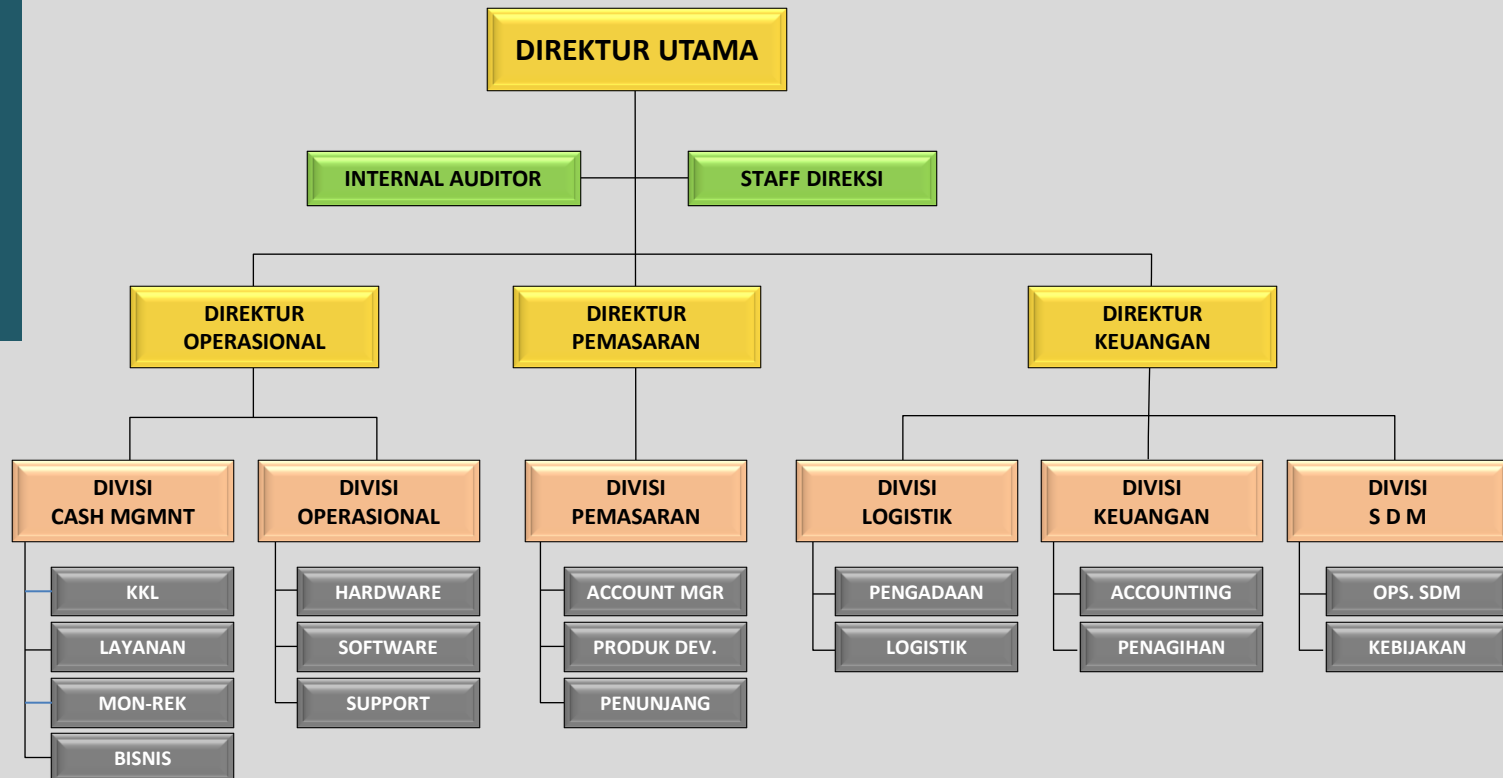 DIREKTUR UTAMA
INTERNAL AUDITOR
STAFF DIREKSI
DIREKTUR
OPERASIONAL
DIREKTUR
PEMASARAN
DIREKTUR
KEUANGAN
DIVISI
CASH MGMNT
DIVISI
OPERASIONAL
DIVISI
PEMASARAN
DIVISI
LOGISTIK
DIVISI
KEUANGAN
DIVISI
S D M
KKL
LAYANAN
MON-REK
BISNIS
HARDWARE
SOFTWARE
SUPPORT
ACCOUNT MGR
PRODUK DEV.
PENUNJANG
PENGADAAN
LOGISTIK
ACCOUNTING
PENAGIHAN
OPS. SDM
KEBIJAKAN